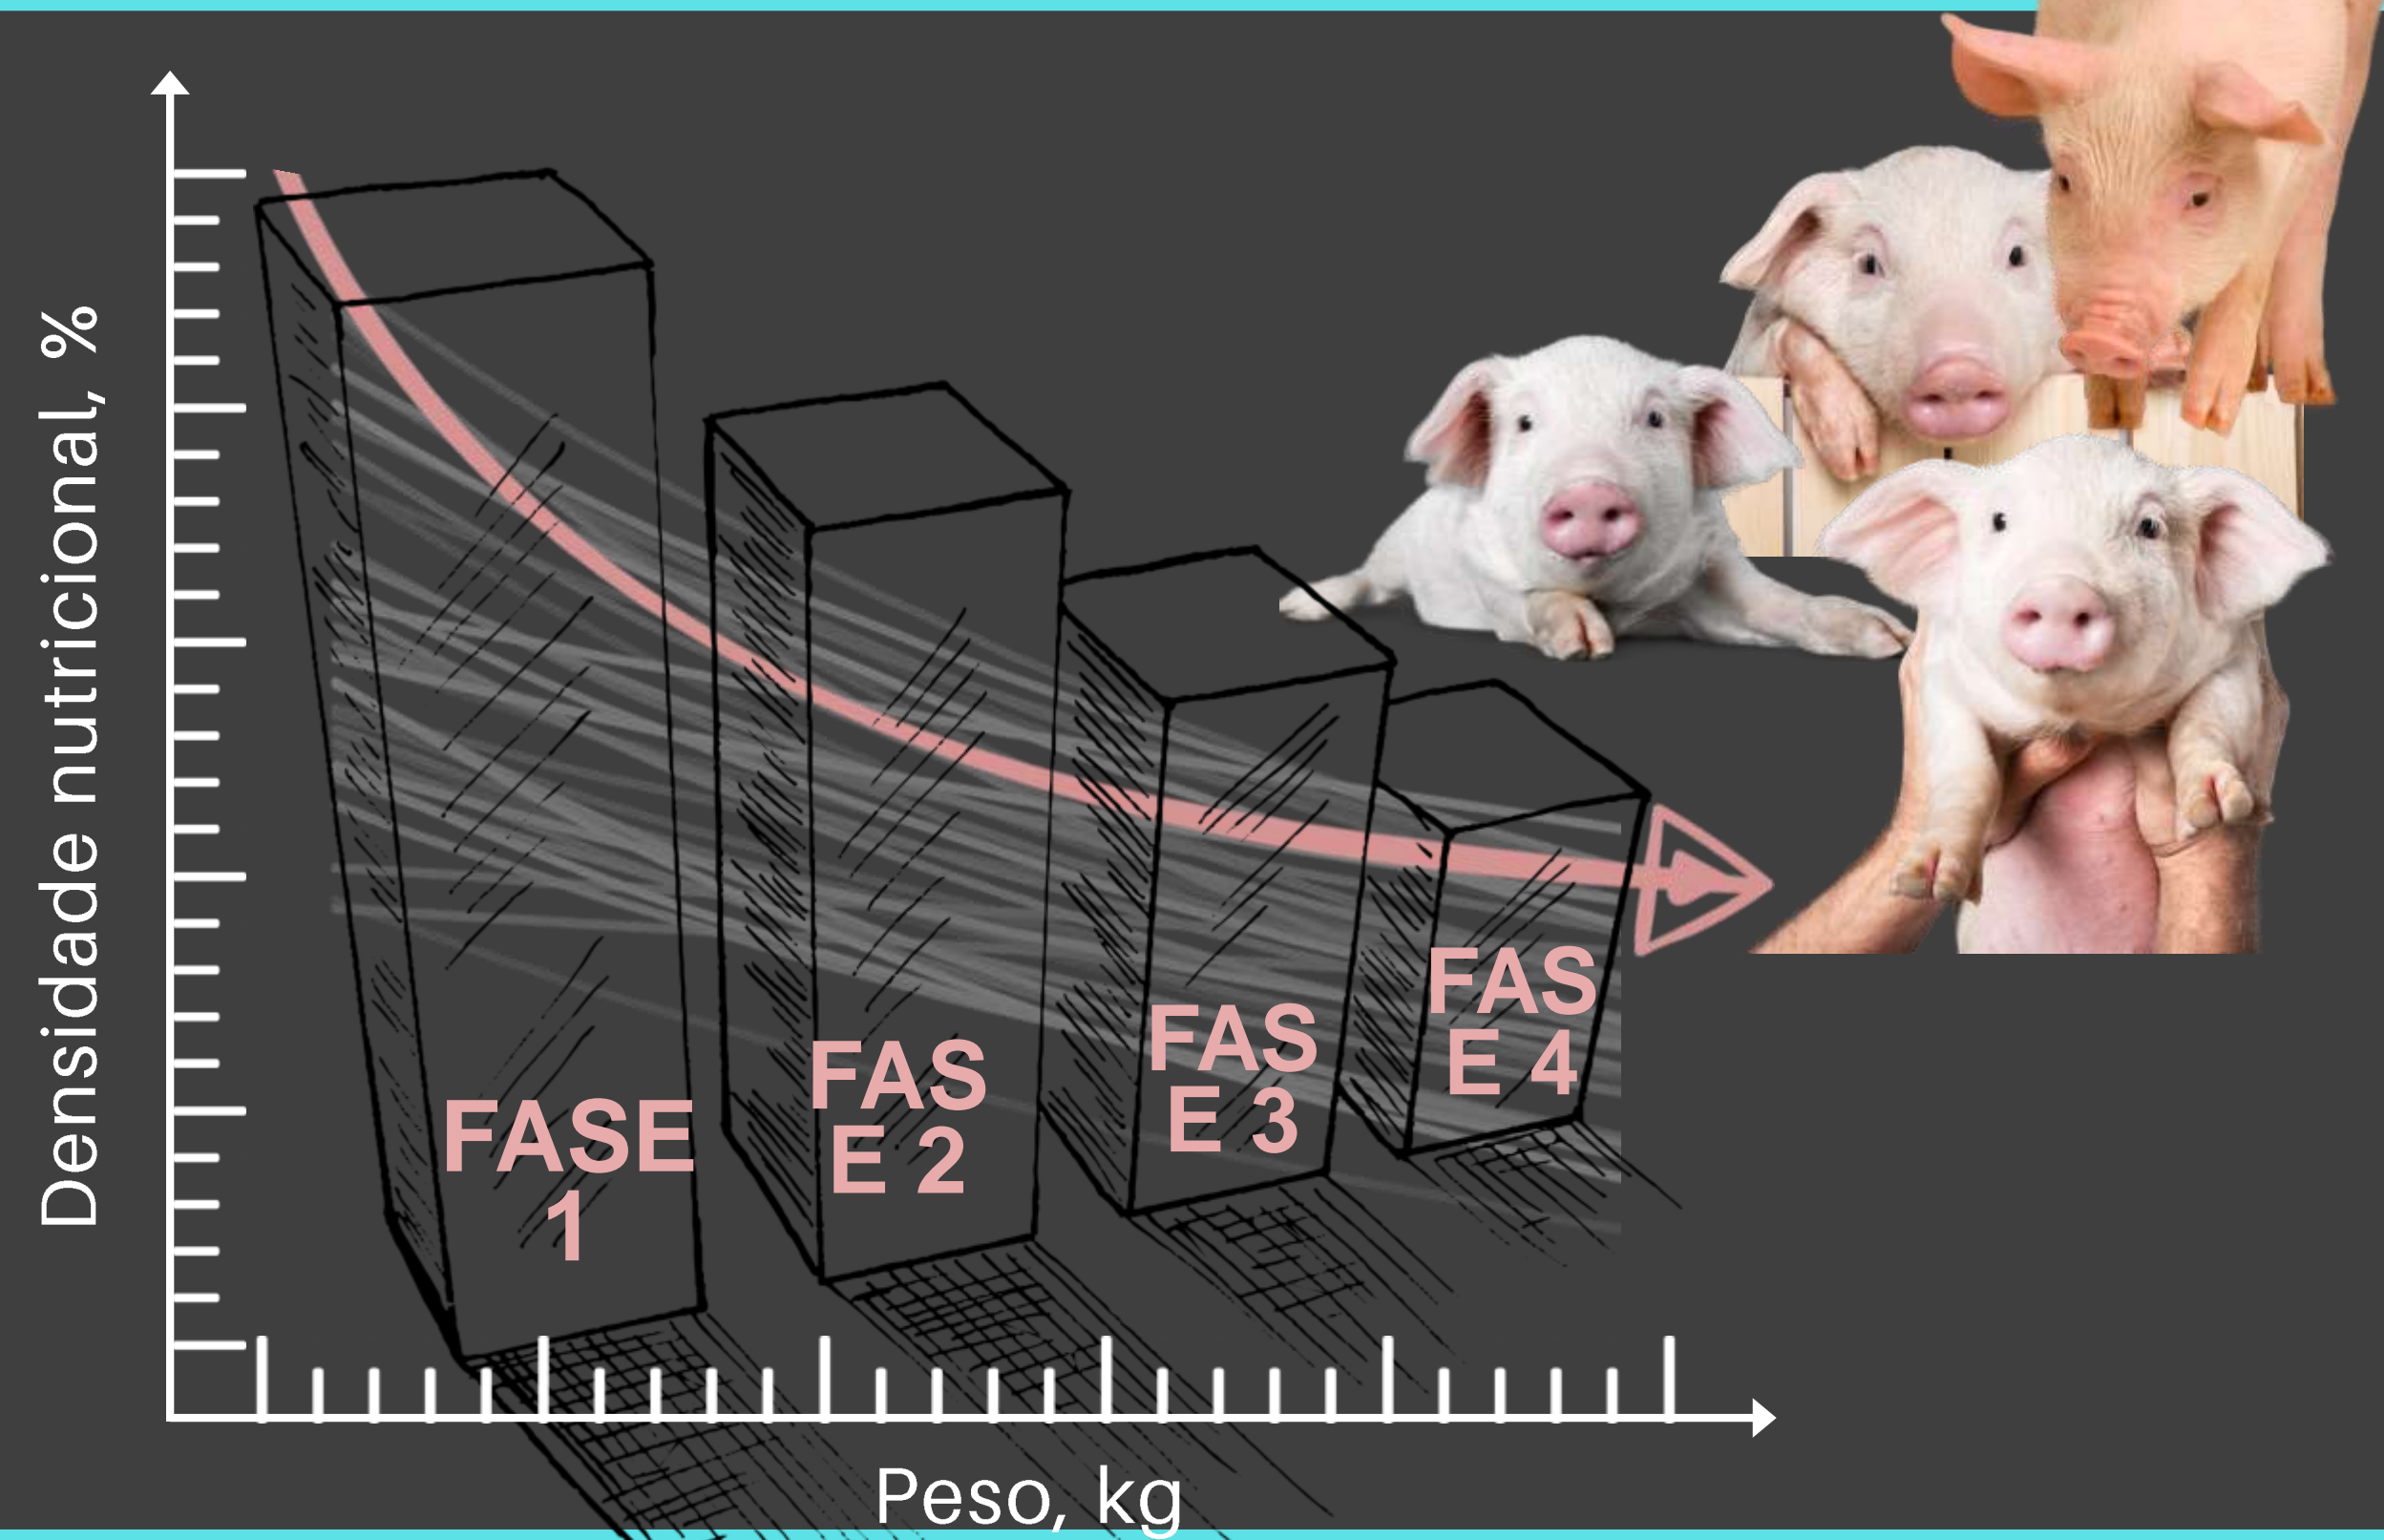 Densidade nutricional, %
FASE
1
FAS
E 2
FAS
E 3
FAS
E 4
Peso, kg